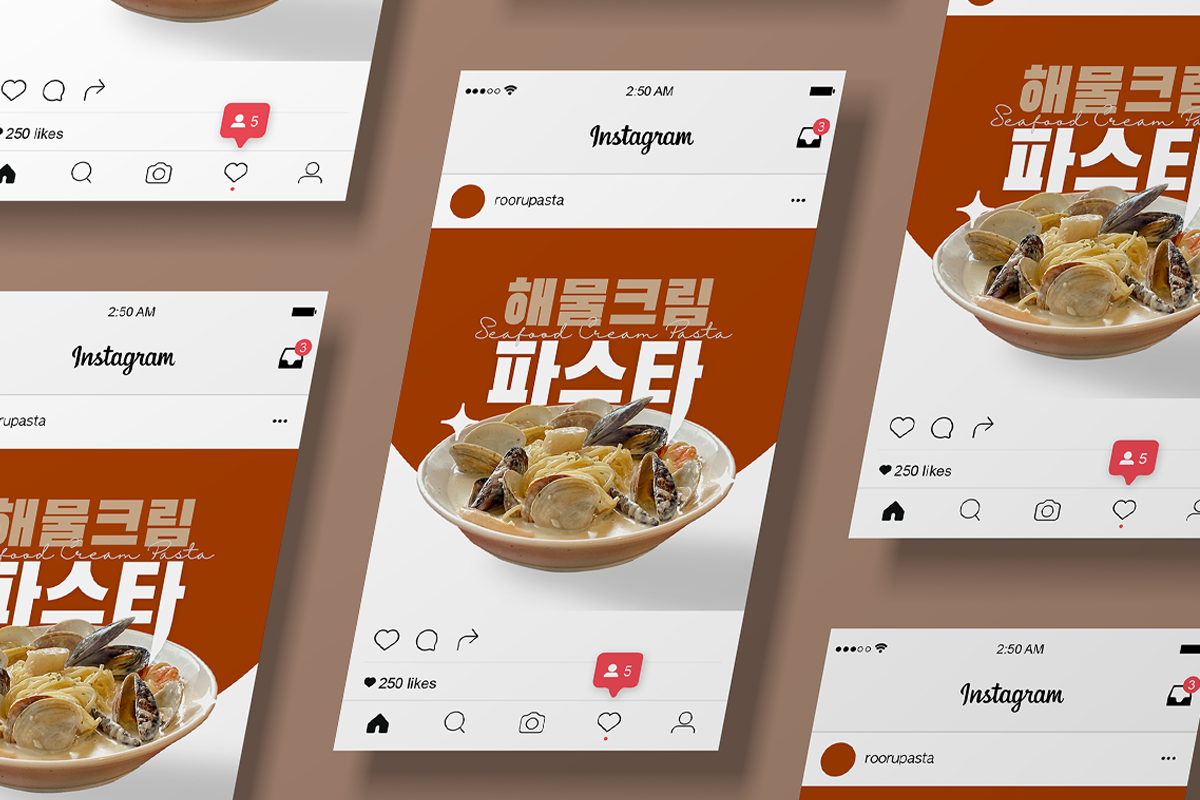 250 likes
5
2:50 AM
Instagram
3
rupasta
해물크림
food Cream Pasta
파스타
2:50 AM
Instagram
3
roorupasta
해물크림
Seafood Cream Pasta
파스타
250 likes
5
해물크림
Seafood Cream Pa
파스타
250 likes
5
2:50 AM
Instagram
3
roorupasta